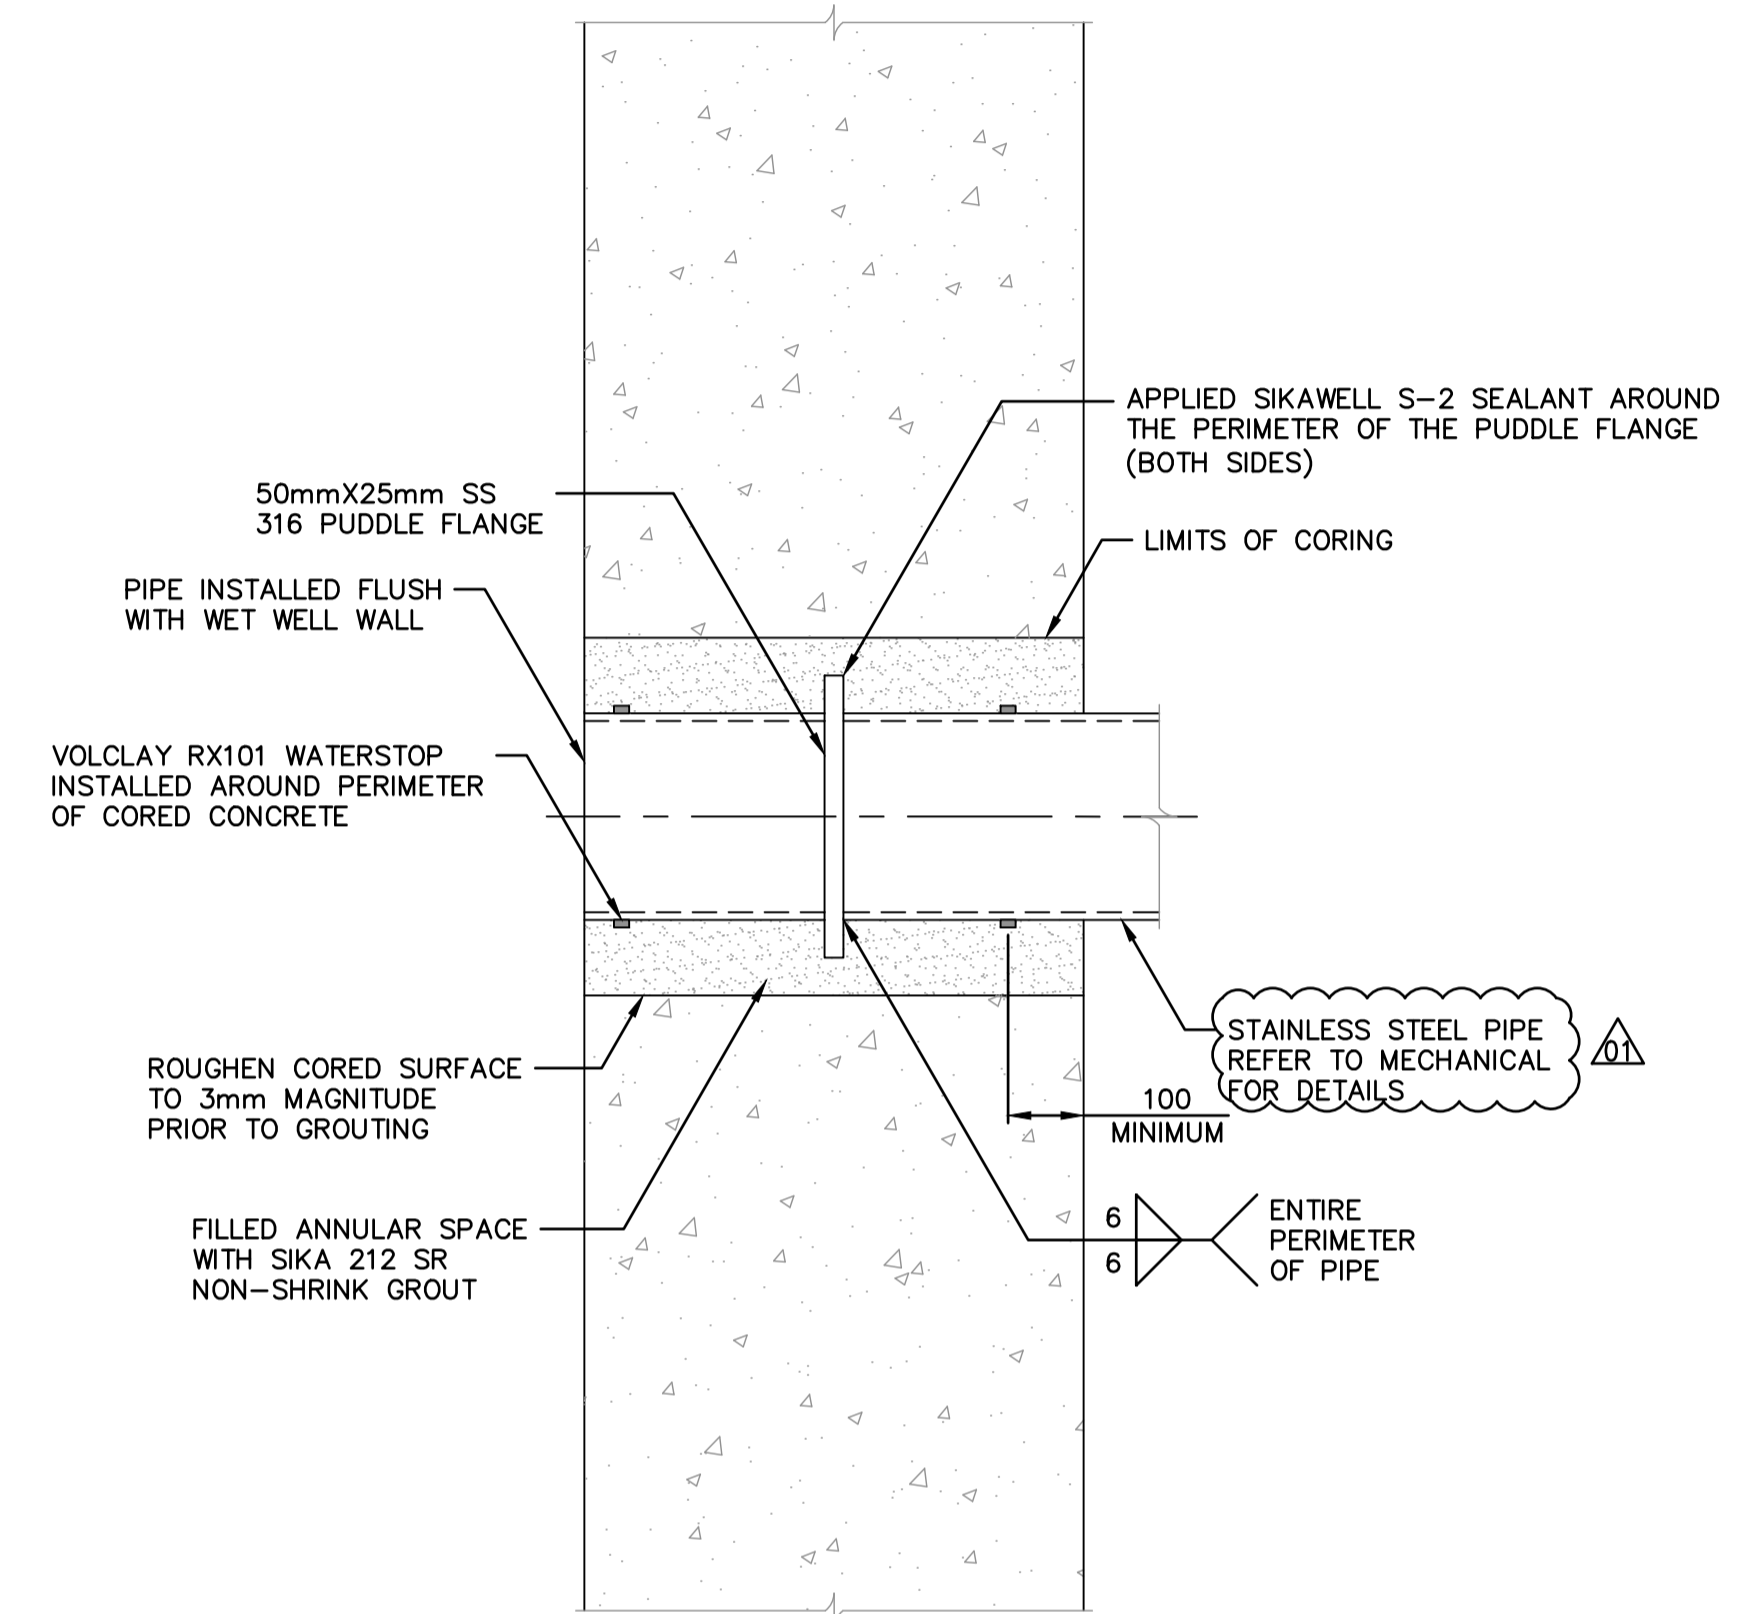 APPLIED SIKAWELL S-2 SEALANT AROUND
THE PERIMETER OF THE PUDDLE FLANGE
(BOTH SIDES)
50mmX25mm SS
316 PUDDLE FLANGE
LIMITS OF CORING
PIPE INSTALLED FLUSH
WITH WET WELL WALL
VOLCLAY RX101 WATERSTOP
INSTALLED AROUND PERIMETER
OF CORED CONCRETE
STAINLESS STEEL PIPE
REFER TO MECHANICAL
FOR DETAILS
01
ROUGHEN CORED SURFACE
TO 3mm MAGNITUDE
PRIOR TO GROUTING
100
MINIMUM
FILLED ANNULAR SPACE
WITH SIKA 212 SR
NON-SHRINK GROUT
6
6
ENTIRE
PERIMETER
OF PIPE